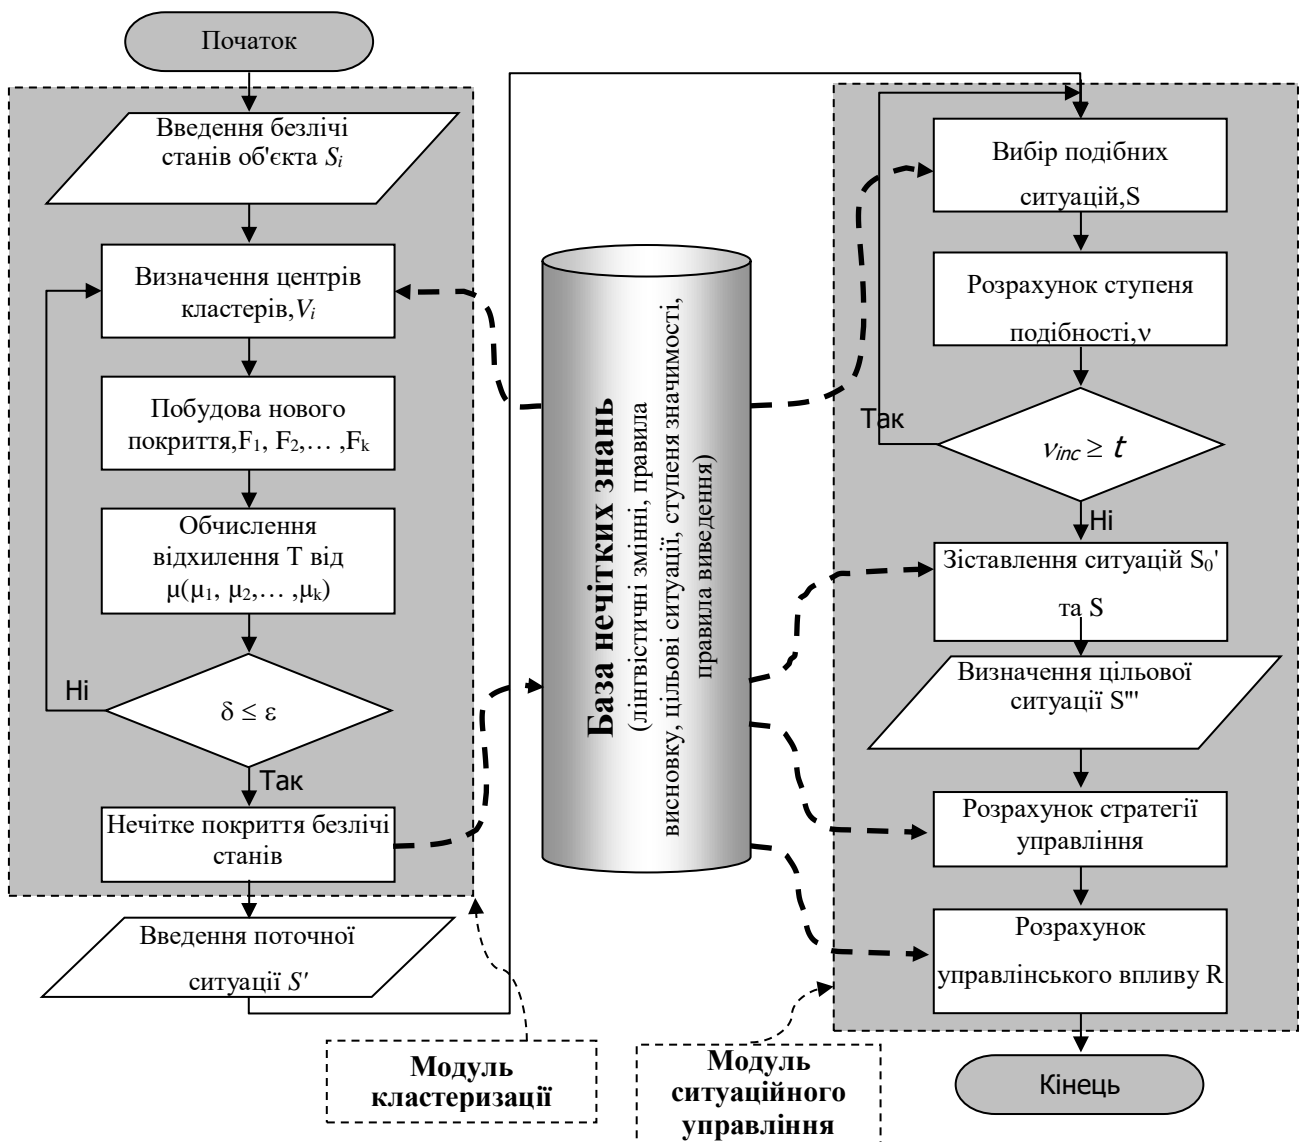 Початок
Введення безлічі
станів об'єкта Sᵢ
Визначення центрів
кластерів,Vᵢ
Побудова нового
покриття,F₁, F₂,… ,Fₖ
Обчислення
відхилення T від
μ(μ₁, μ₂,… ,μₖ)
Ні
δ ≤ ε
Так
Нечітке покриття безлічі
станів
Введення поточної
ситуації S'
Модуль
кластеризації
База нечітких знань
(лінгвістичні змінні, правила
висновку, цільові ситуації, ступеня значимості,
правила виведення)
Вибір подібних
ситуацій,S
Розрахунок ступеня
подібності,ν
Так
νinc ≥ t
Ні
Зіставлення ситуацій S₀'
та S
Визначення цільової
ситуації S'''
Розрахунок стратегії
управління
Розрахунок
управлінського впливу R
Модуль
ситуаційного
управління
Кінець